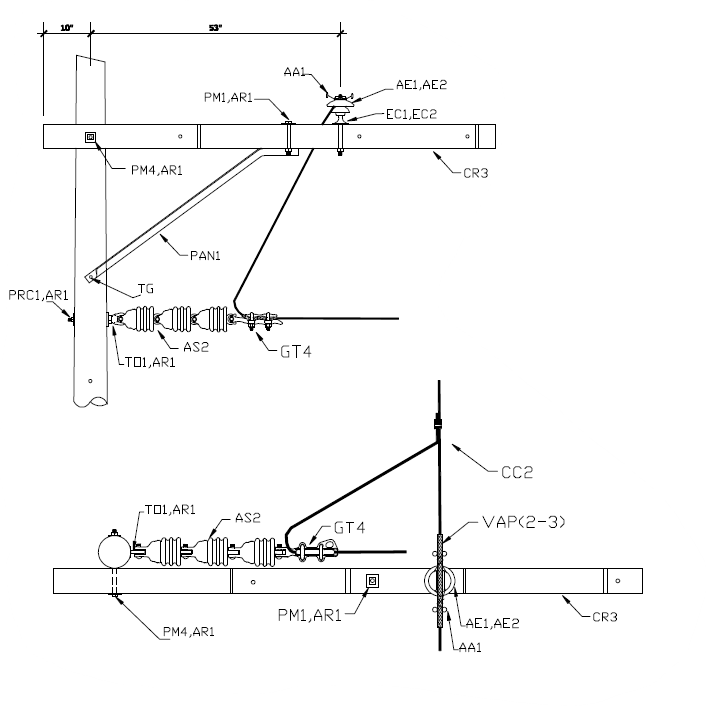 10" 53"
AA1
AE1,AE2
PM1,AR1
EC1,EC2
PM4,AR1
CR3
PAN1
TG
PRC1,AR1
AS2
GT4
TO1,AR1
CC2
TO1,AR1
AS2
GT4
VAP(2-3)
PM1,AR1
CR3
AE1,AE2
PM4,AR1
AA1